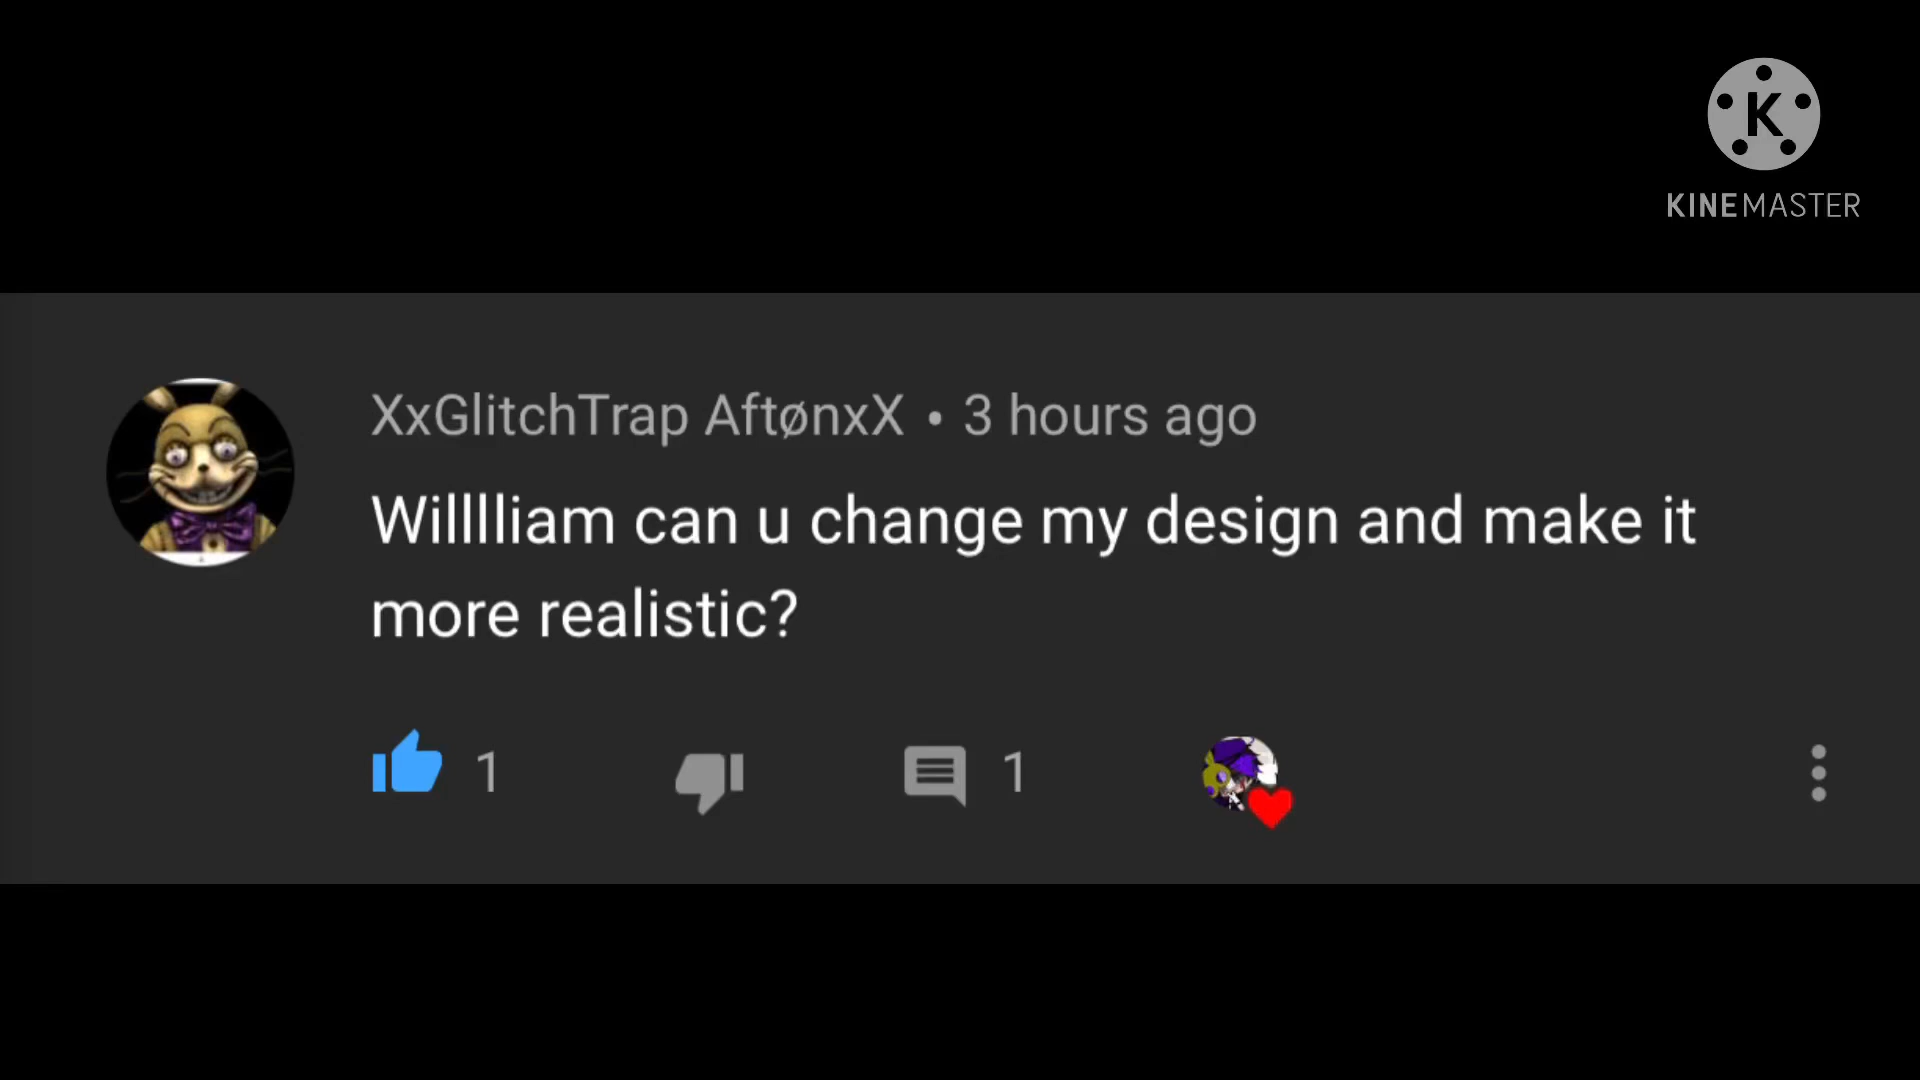 K
KINEMASTER
XxGlitchTrap AftønxX • 3 hours ago
Willlliam can u change my design and make it
more realistic?
1
1